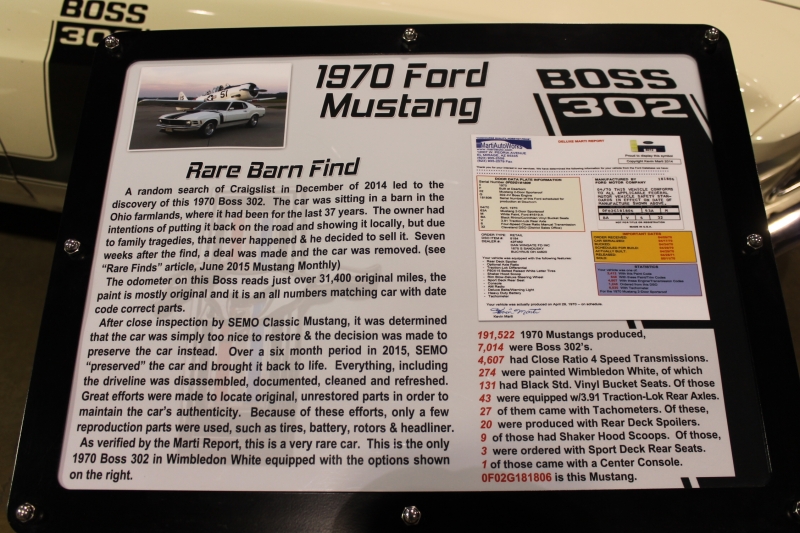 BOSS
302
1970 Ford
Mustang
BOSS
302
Rare Barn Find
A random search of Craigslist in December of 2014 led to the
discovery of this 1970 Boss 302. The car was sitting in a barn in the
Ohio farmlands, where it had been for the last 37 years. The owner had
intentions of putting it back on the road and showing it locally, but due
to family tragedies, that never happened & he decided to sell it. Seven
weeks after the find, a deal was made and the car was removed. (see
"Rare Finds" article, June 2015 Mustang Monthly)
The odometer on this Boss reads just over 31,400 original miles, the
paint is mostly original and it is an all numbers matching car with date
code correct parts.
After close inspection by SEMO Classic Mustang, it was determined
that the car was simply too nice to restore & the decision was made to
preserve the car instead. Over a six month period in 2015, SEMO
"preserved" the car and brought it back to life. Everything, including
the driveline was disassembled, documented, cleaned and refreshed.
Great efforts were made to locate original, unrestored parts in order to
maintain the car's authenticity. Because of these efforts, only a few
reproduction parts were used, such as tires, battery, rotors & headliner.
As verified by the Marti Report, this is a very rare car. This is the only
1970 Boss 302 in Wimbledon White equipped with the options shown
on the right.
DELUXE MARTI REPORT
MartiAutoWorks
DOOR DATA PLATE INFORMATION
MANUFACTURED BY
FORD MOTOR COMPANY
IMPORTANT DATES
STATISTICS
191,522 1970 Mustangs produced,
7,014 were Boss 302's.
4,607 had Close Ratio 4 Speed Transmissions.
274 were painted Wimbledon White, of which
131 had Black Std. Vinyl Bucket Seats. Of those
43 were equipped w/3.91 Traction-Lok Rear Axles.
27 of them came with Tachometers. Of these,
20 were produced with Rear Deck Spoilers.
9 of those had Shaker Hood Scoops. Of those,
3 were ordered with Sport Deck Rear Seats.
1 of those came with a Center Console.
0F02G181806 is this Mustang.